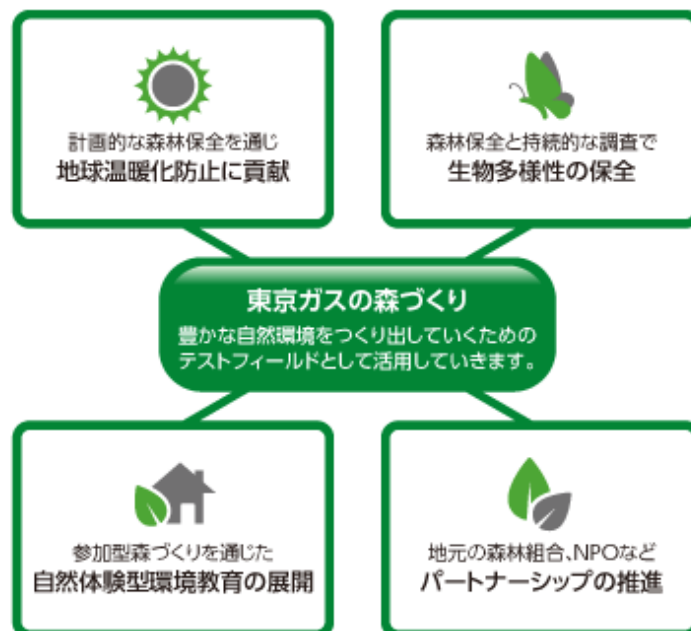 計画的な森林保全を通じ
地球温暖化防止に貢献
森林保全と持続的な調査で
生物多様性の保全
東京ガスの森づくり
豊かな自然環境をつくり出していくための
テストフィールドとして活用していきます。
参加型森づくりを通じた
自然体験型環境教育の展開
地元の森林組合、NPOなど
パートナーシップの推進